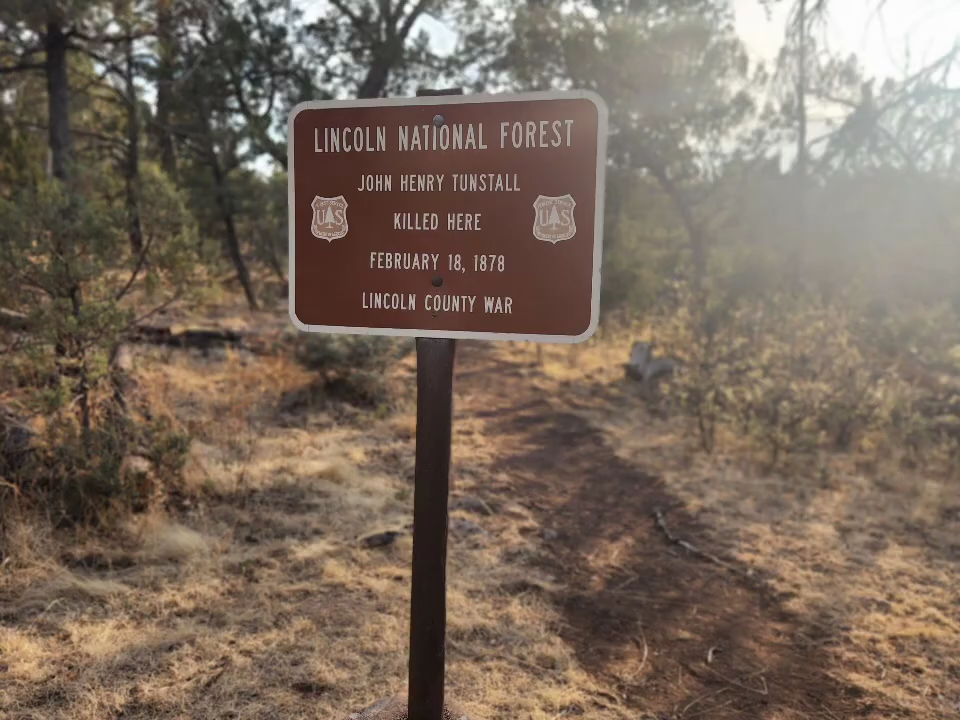 LINCOLN NATIONAL FOREST
JOHN HENRY TUNSTALL
KILLED HERE
FEBRUARY 18, 1878
LINCOLN COUNTY WAR
U S
U S